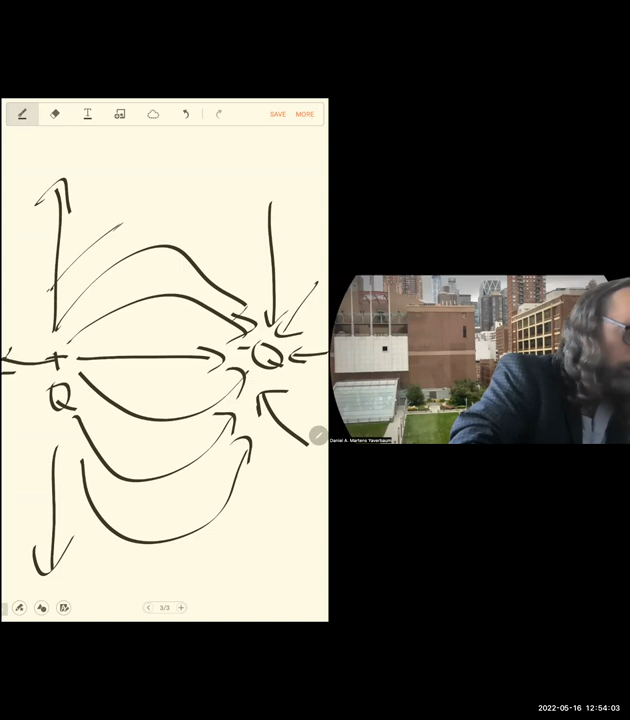 T SAVE MORE
+ -Q
Q
Daniel A. Martens Yaverbaum
3/3
2022-05-16 12:54:03